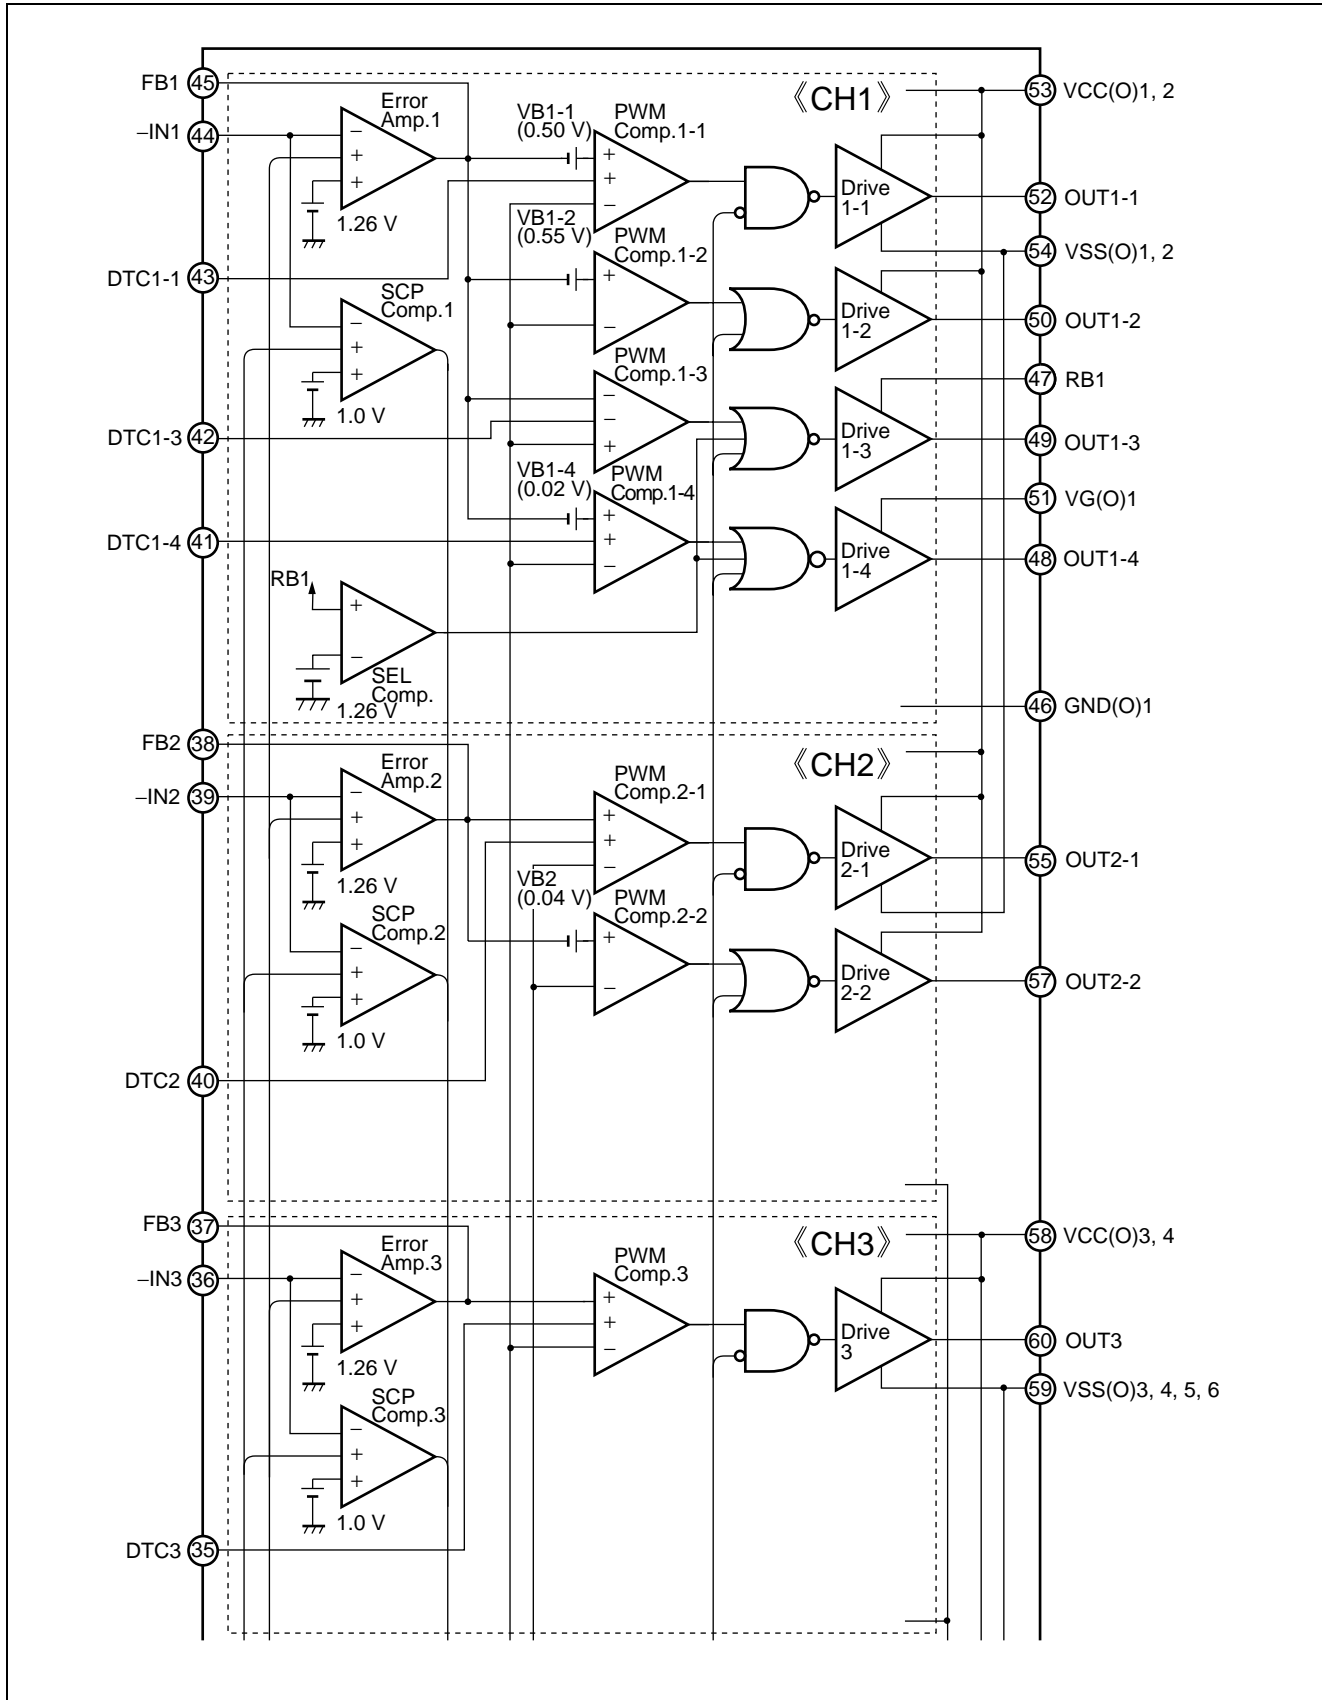 FB1 45
–IN1 44
DTC1-1 43
DTC1-3 42
DTC1-4 41
《CH1》
Error
Amp.1
–
+
+
1.26 V
SCP
Comp.1
–
+
+
1.0 V
RB1
+
–
SEL
Comp.
1.26 V
VB1-1
(0.50 V)
PWM
Comp.1-1
+
+
–
VB1-2
(0.55 V)
PWM
Comp.1-2
+
–
PWM
Comp.1-3
–
–
+
VB1-4
(0.02 V)
PWM
Comp.1-4
+
+
–
Drive
1-1
Drive
1-2
Drive
1-3
Drive
1-4
53 VCC(O)1, 2
52 OUT1-1
54 VSS(O)1, 2
50 OUT1-2
47 RB1
49 OUT1-3
51 VG(O)1
48 OUT1-4
46 GND(O)1
FB2 38
–IN2 39
DTC2 40
《CH2》
Error
Amp.2
–
+
+
1.26 V
SCP
Comp.2
–
+
+
1.0 V
PWM
Comp.2-1
+
+
–
VB2
(0.04 V)
PWM
Comp.2-2
+
–
Drive
2-1
Drive
2-2
55 OUT2-1
57 OUT2-2
FB3 37
–IN3 36
DTC3 35
《CH3》
Error
Amp.3
–
+
+
1.26 V
SCP
Comp.3
–
+
+
1.0 V
PWM
Comp.3
+
+
–
Drive
3
58 VCC(O)3, 4
60 OUT3
59 VSS(O)3, 4, 5, 6